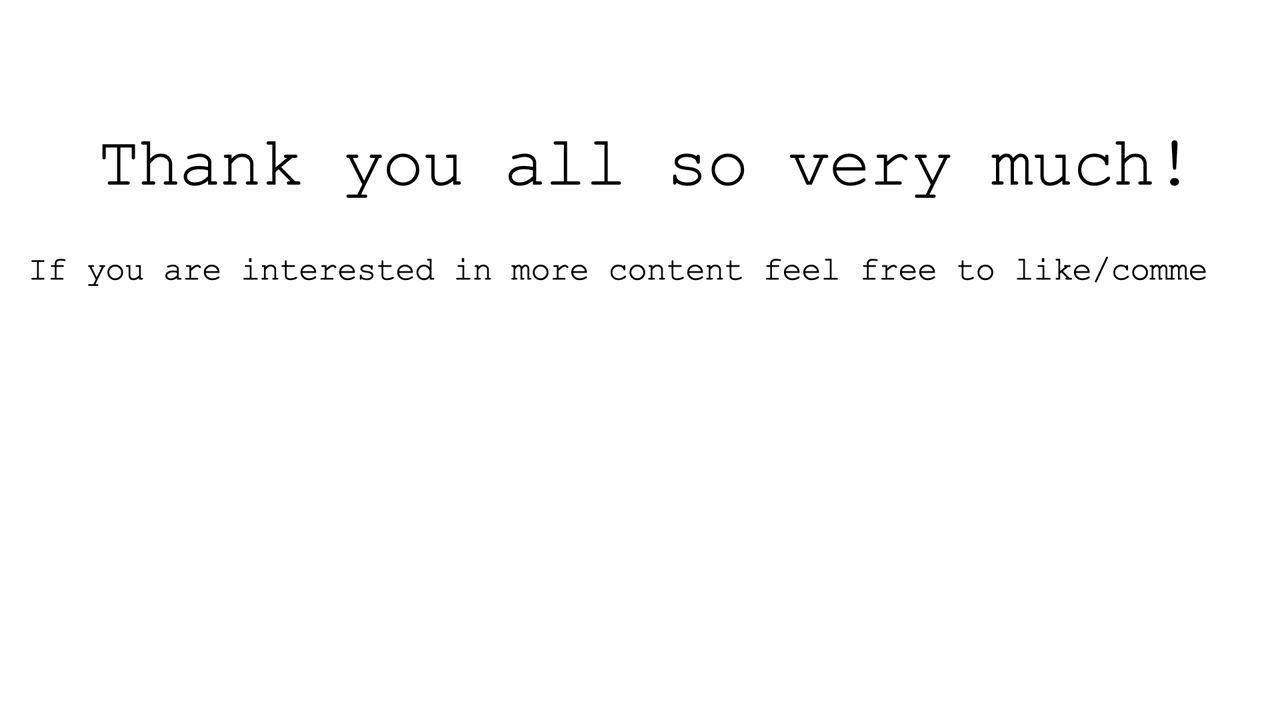 Thank you all so very much!
If you are interested in more content feel free to like/comme